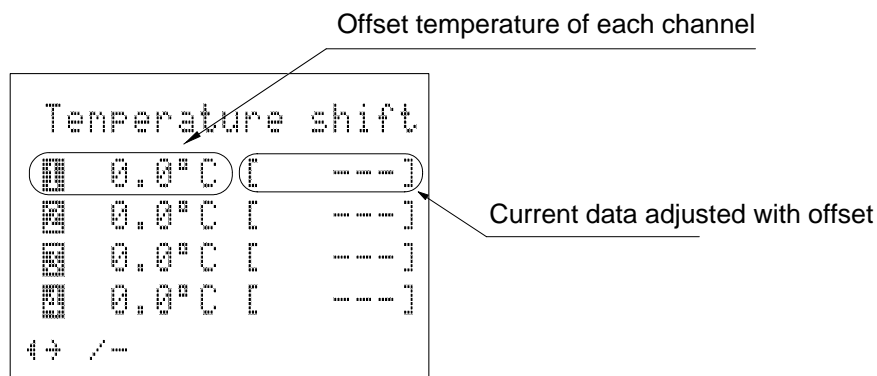 Offset temperature of each channel
Temperature shift
1 0.0°C [ ---]
2 0.0°C [ ---]
Current data adjusted with offset
3 0.0°C [ ---]
4 0.0°C [ ---]
/-